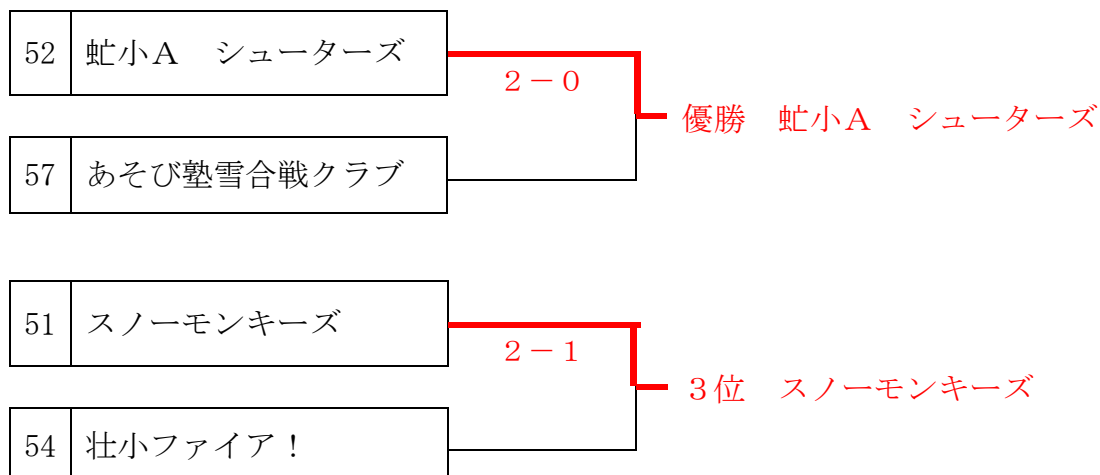 52 虻小Ａ　シューターズ
２－０
優勝　虻小Ａ　シューターズ
57 あそび塾雪合戦クラブ
51 スノーモンキーズ
２－１
３位　スノーモンキーズ
54 壮小ファイア！